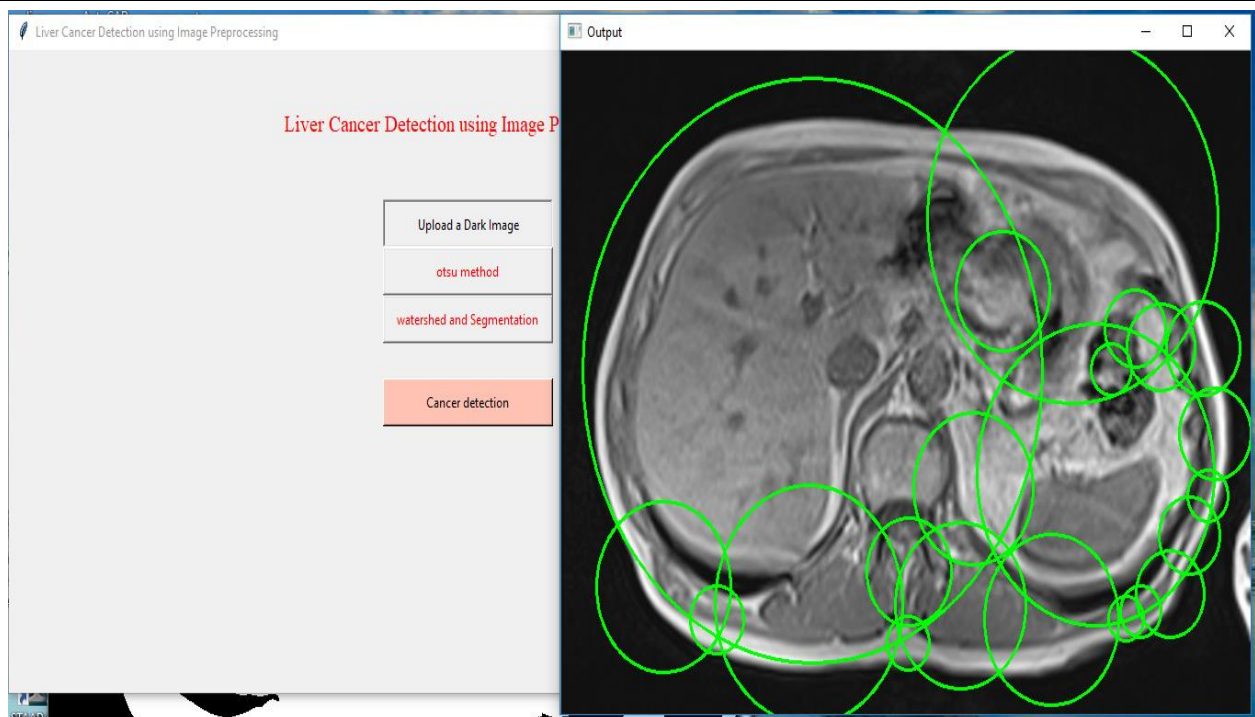 Liver Cancer Detection using Image Preprocessing
Output
Liver Cancer Detection using Image P
Upload a Dark Image
otsu method
watershed and Segmentation
Cancer detection